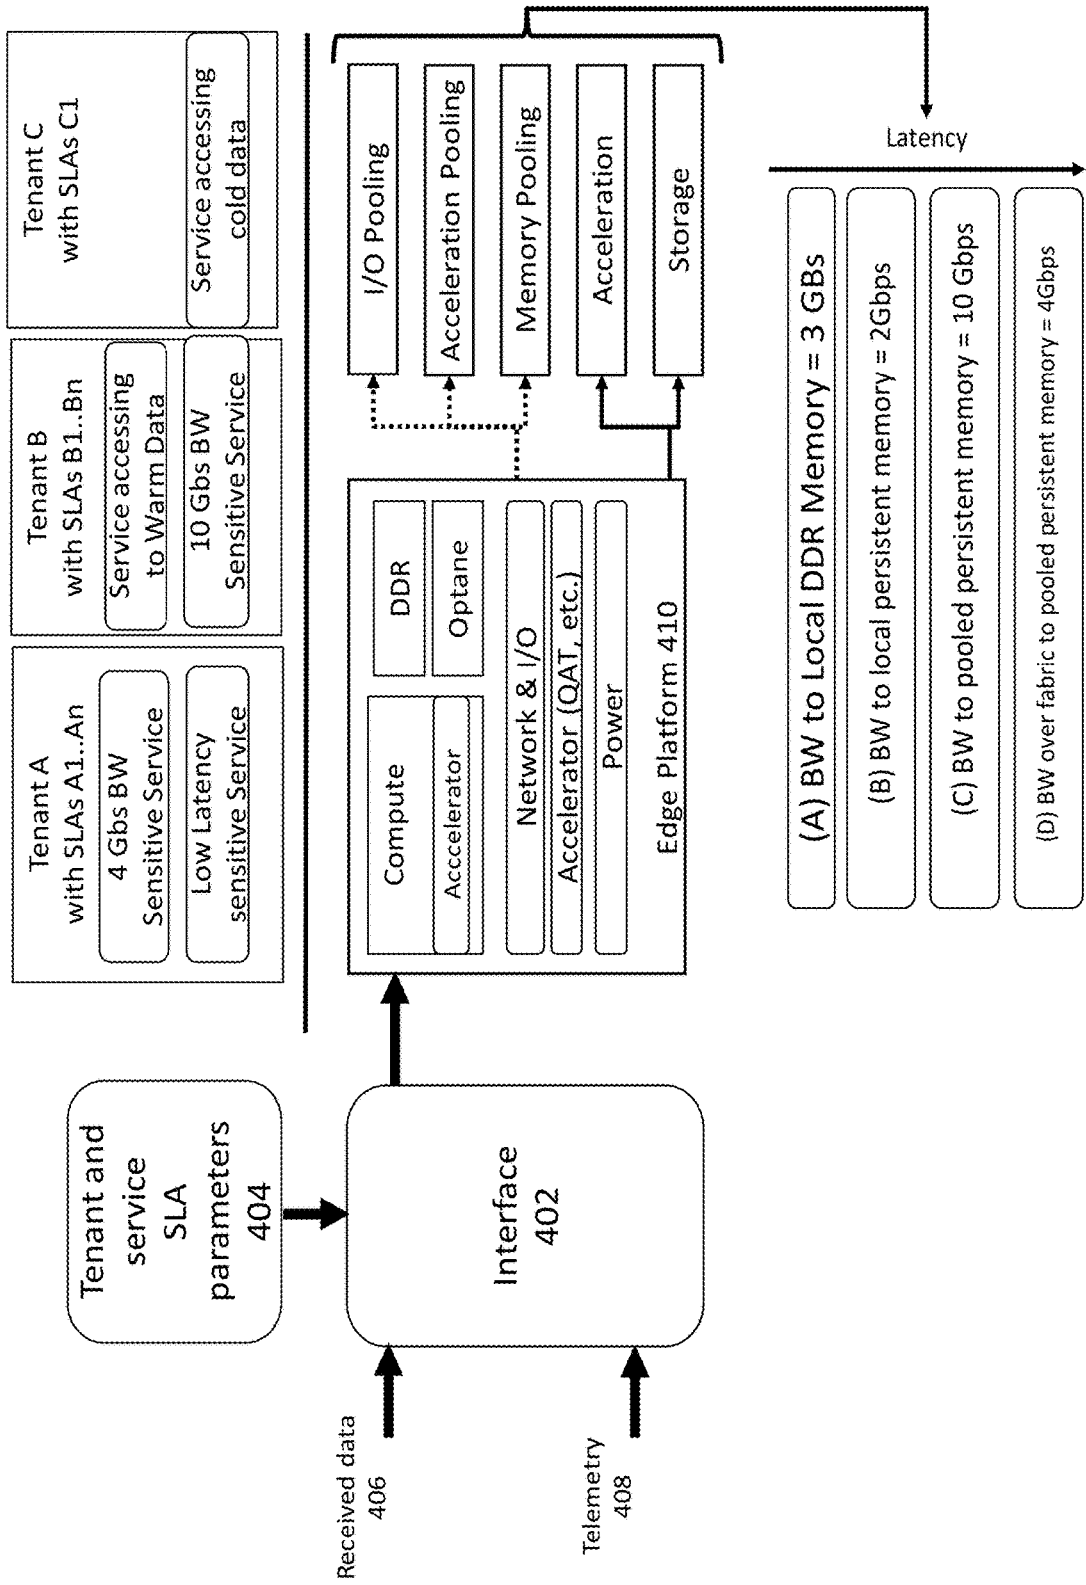 Tenant A
with SLAs A1..An
4 Gbs BW
Sensitive Service
Low Latency
sensitive Service
Tenant B
with SLAs B1..Bn
Service accessing
to Warm Data
10 Gbs BW
Sensitive Service
Tenant C
with SLAs C1
Service accessing
cold data
Tenant and
service
SLA
parameters
404
Received data
406
Telemetry
408
Interface
402
Compute
Acccelerator
DDR
Optane
Network & I/O
Accelerator (QAT, etc.)
Power
Edge Platform 410
I/O Pooling
Acceleration Pooling
Memory Pooling
Acceleration
Storage
Latency
(A) BW to Local DDR Memory = 3 GBs
(B) BW to local persistent memory = 2Gbps
(C) BW to pooled persistent memory = 10 Gbps
(D) BW over fabric to pooled persistent memory = 4Gbps